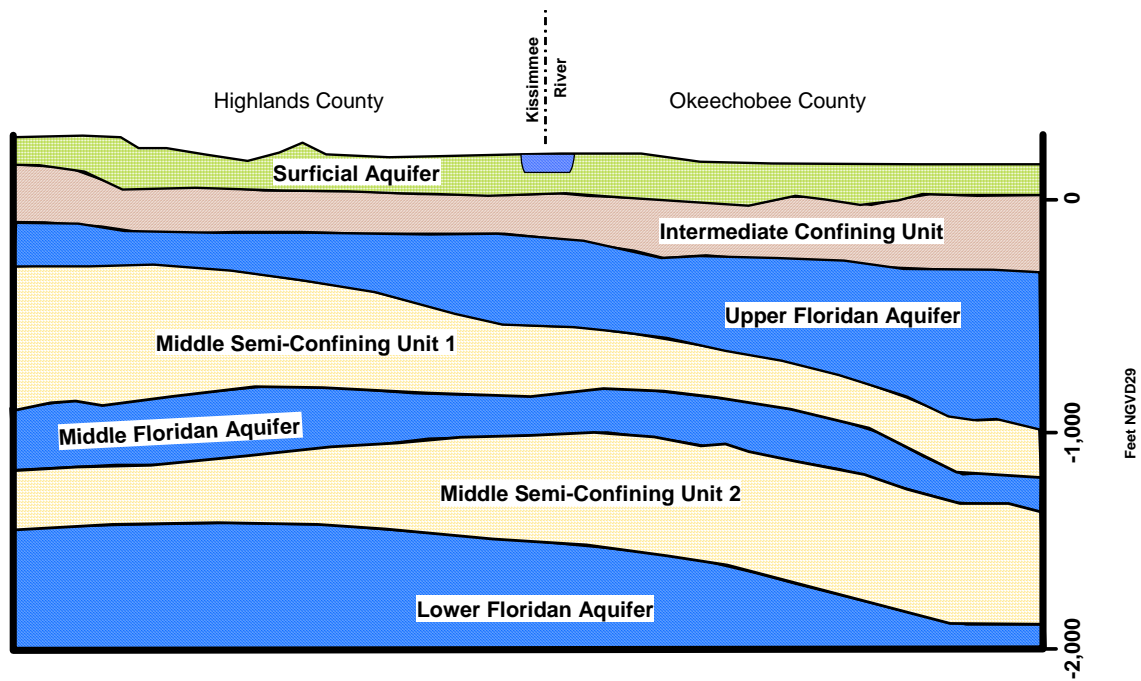 Kissimmee
River
Highlands County
Okeechobee County
Surficial Aquifer
0
Intermediate Confining Unit
Upper Floridan Aquifer
Middle Semi-Confining Unit 1
Middle Floridan Aquifer
-1,000
Feet NGVD29
Middle Semi-Confining Unit 2
Lower Floridan Aquifer
-2,000